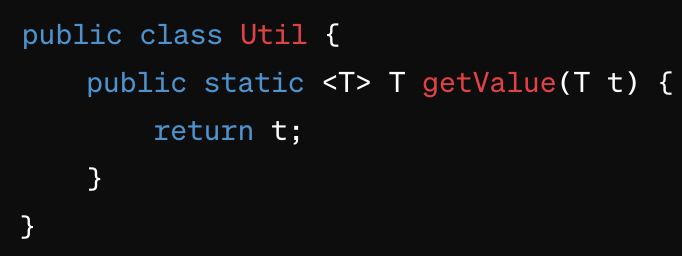 public class Util {
    public static <T> T getValue(T t) {
        return t;
    }
}